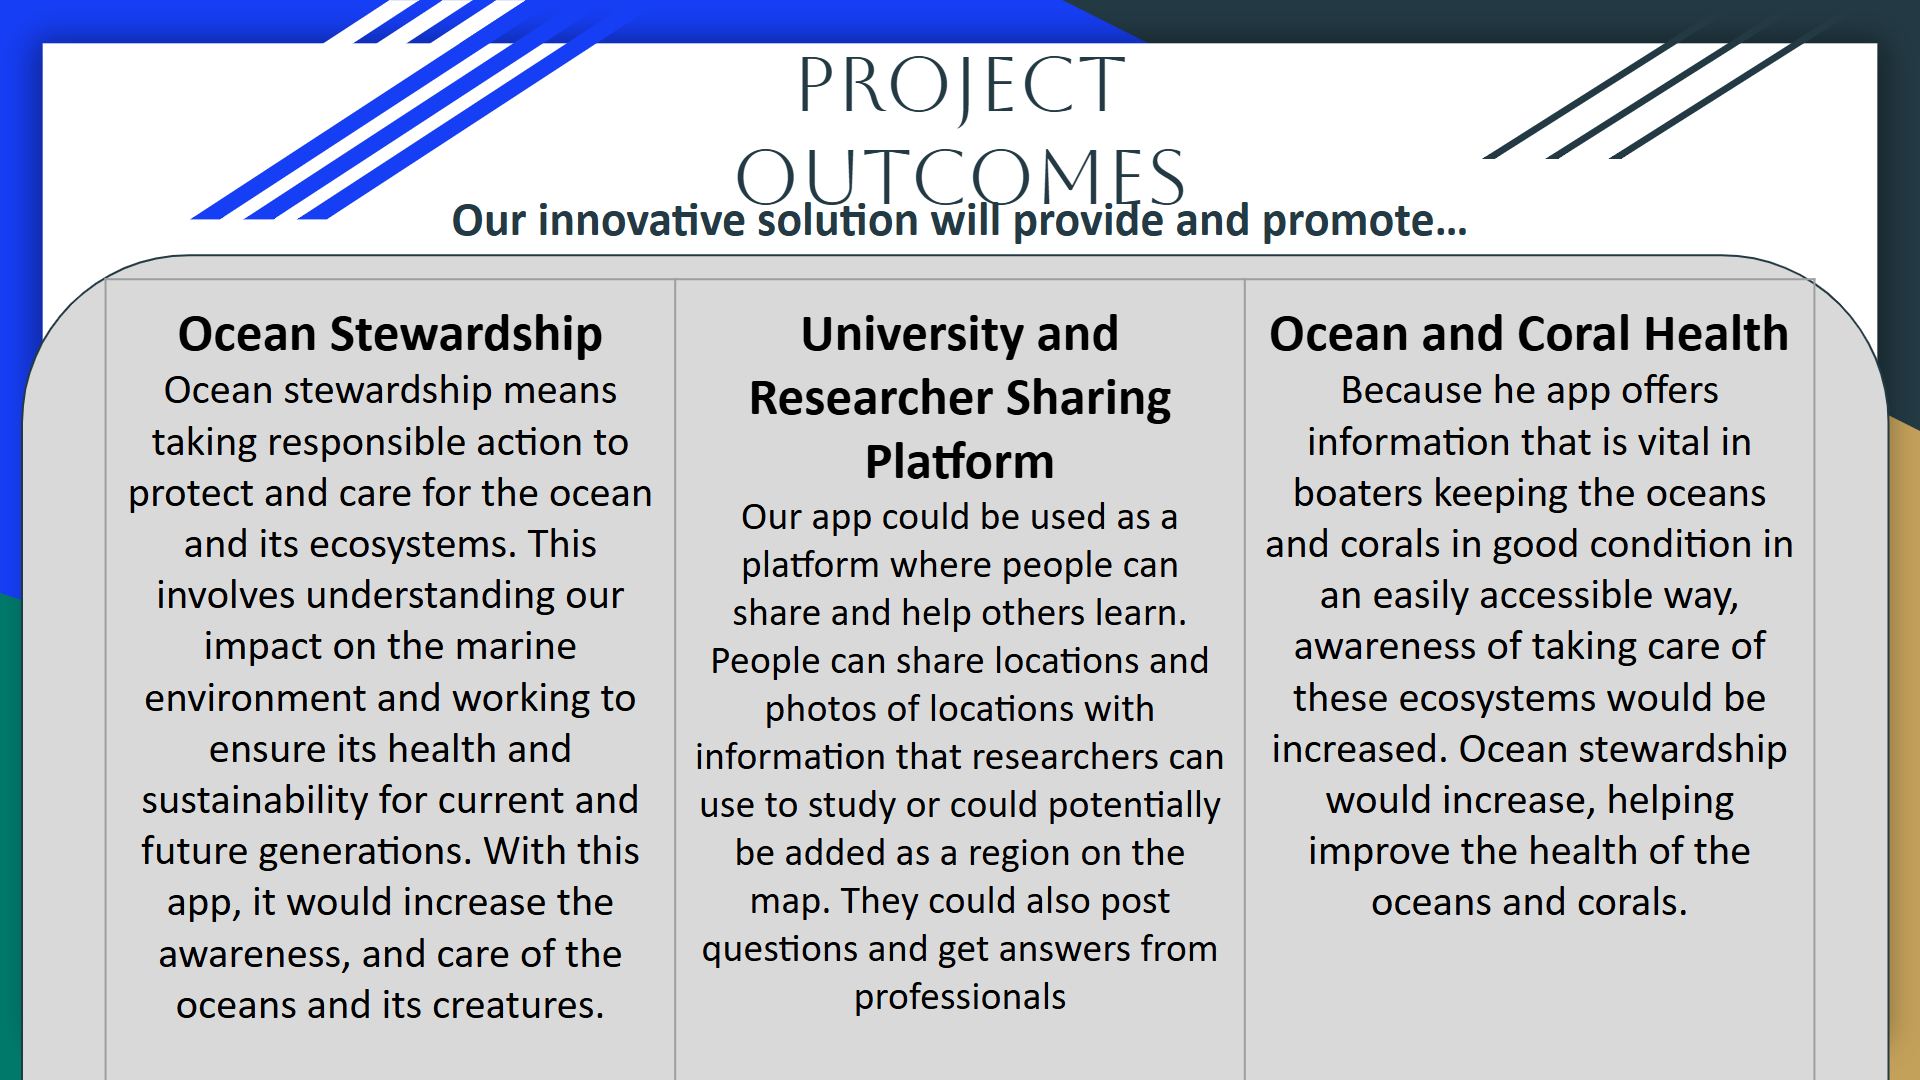 PROJECT
OUTCOMES
Our innovative solution will provide and promote...
Ocean Stewardship
Ocean stewardship means
taking responsible action to
protect and care for the ocean
and its ecosystems. This
involves understanding our
impact on the marine
environment and working to
ensure its health and
sustainability for current and
future generations. With this
app, it would increase the
awareness, and care of the
oceans and its creatures.
University and
Researcher Sharing
Platform
Our app could be used as a
platform where people can
share and help others learn.
People can share locations and
photos of locations with
information that researchers can
use to study or could potentially
be added as a region on the
map. They could also post
questions and get answers from
professionals
Ocean and Coral Health
Because he app offers
information that is vital in
boaters keeping the oceans
and corals in good condition in
an easily accessible way,
awareness of taking care of
these ecosystems would be
increased. Ocean stewardship
would increase, helping
improve the health of the
oceans and corals.